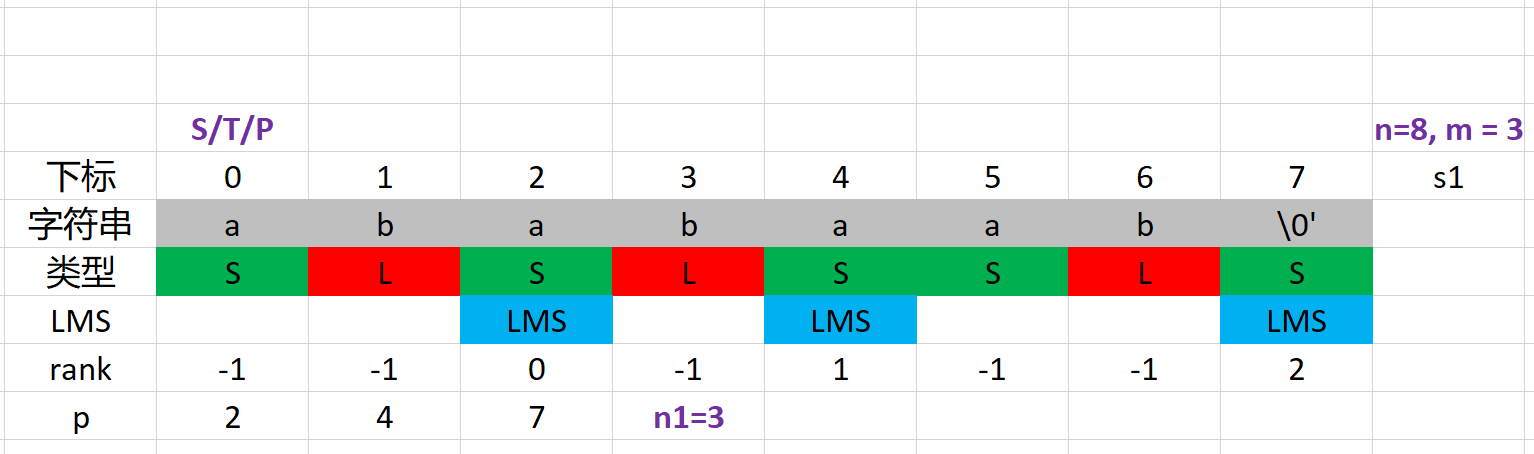 S/T/P n=8, m = 3
下标 0 1 2 3 4 5 6 7 s1
字符串 a b a b a a b \0'
类型 S L S L S S L S
LMS LMS LMS LMS
rank -1 -1 0 -1 1 -1 -1 2
p 2 4 7 n1=3